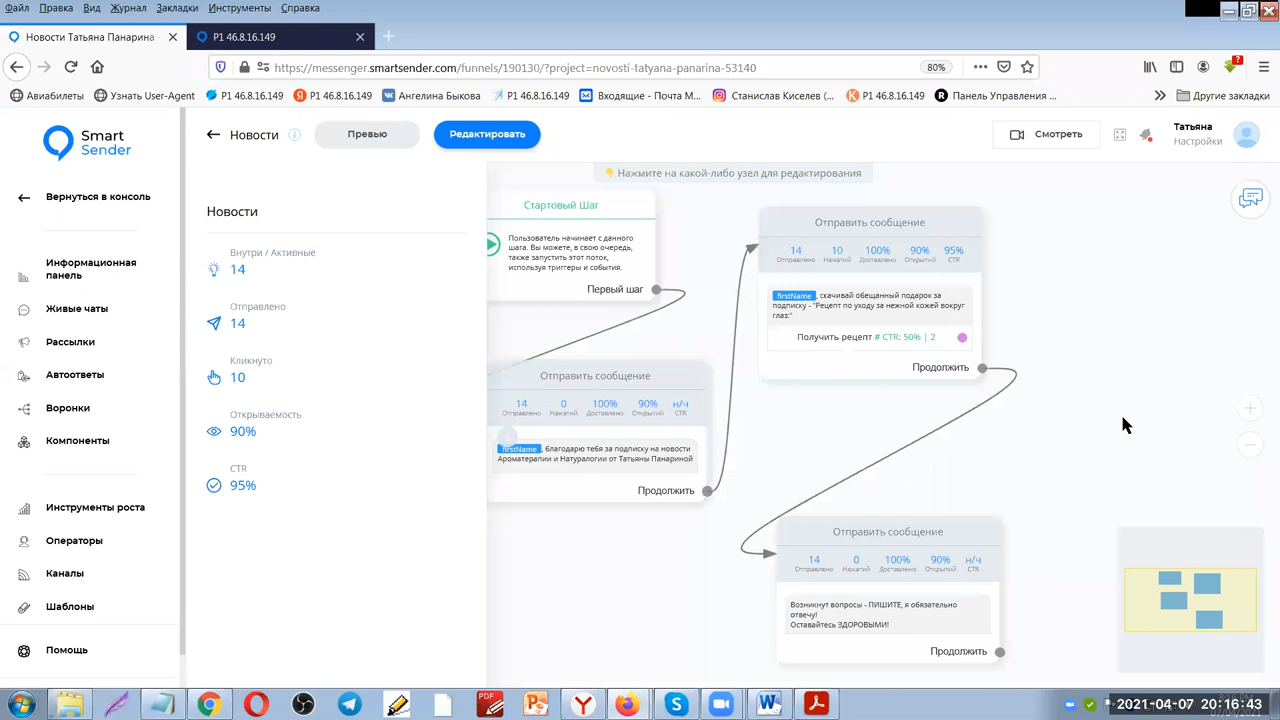 Файл Правка Вид Журнал Закладки Инструменты Справка
Новости Татьяна Панарина -
P1 46.8.16.149
https://messenger.smartsender.com/funnels/190130/?project=novosti-tatyana-panarina-53140
80%
Авиабилеты
Узнать User-Agent
P1 46.8.16.149
P1 46.8.16.149
Ангелина Быкова
P1 46.8.16.149
Входящие - Почта M...
Станислав Киселев (...
P1 46.8.16.149
Панель Управления ...
Другие закладки
Smart
Sender
Вернуться в консоль
Информационная
панель
Живые чаты
Рассылки
Автоответы
Воронки
Компоненты
Инструменты роста
Операторы
Каналы
Шаблоны
Помощь
Новости
Превью
Редактировать
Смотреть
Татьяна
Настройки
Новости
Внутри / Активные
14
Отправлено
14
Кликнуто
10
Открываемость
90%
CTR
95%
Нажмите на какой-либо узел для редактирования
Стартовый Шаг
Пользователь начинает с данного
шага. Вы можете, в свою очередь,
также запустить этот поток,
используя триггеры и события.
Первый шаг
Отправить сообщение
14 0 100% 90% н/ч
Отправлено Нажатий Доставлено Открытий CTR
firstName, благодарю тебя за подписку на новости
Ароматерапии и Натуралогии от Татьяны Панариной
Продолжить
Отправить сообщение
14 10 100% 90% 95%
Отправлено Нажатий Доставлено Открытий CTR
firstName, скачивай обещанный подарок за
подписку - "Рецепт по уходу за нежной кожей вокруг
глаз:"
Получить рецепт # CTR: 50% | 2
Продолжить
Отправить сообщение
14 0 100% 90% н/ч
Отправлено Нажатий Доставлено Открытий CTR
Возникнут вопросы - ПИШИТЕ, я обязательно
отвечу!
Оставайтесь ЗДОРОВЫМИ!
Продолжить
2021-04-07 20:16:43